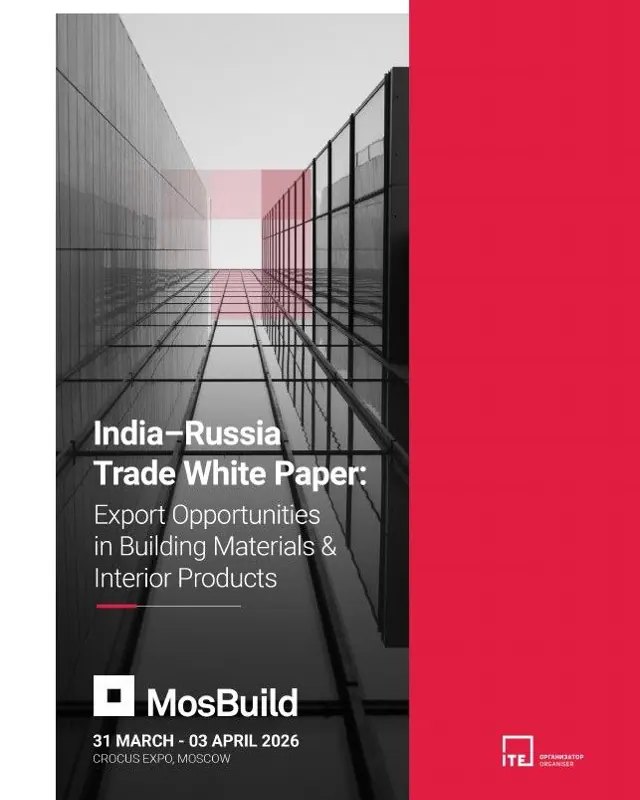 India–Russia
Trade White Paper:
Export Opportunities
in Building Materials &
Interior Products
MosBuild
31 MARCH - 03 APRIL 2026
CROCUS EXPO, MOSCOW
ITE
ОРГАНИЗАТОР
ORGANISER